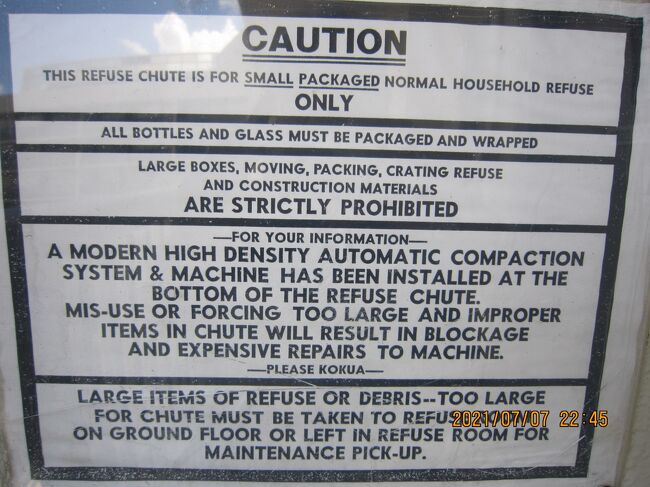 CAUTION
THIS REFUSE CHUTE IS FOR SMALL PACKAGED NORMAL HOUSEHOLD REFUSE
ONLY
ALL BOTTLES AND GLASS MUST BE PACKAGED AND WRAPPED
LARGE BOXES, MOVING, PACKING, CRATING REFUSE
AND CONSTRUCTION MATERIALS
ARE STRICTLY PROHIBITED
—FOR YOUR INFORMATION—
A MODERN HIGH DENSITY AUTOMATIC COMPACTION
SYSTEM & MACHINE HAS BEEN INSTALLED AT THE
BOTTOM OF THE REFUSE CHUTE.
MIS-USE OR FORCING TOO LARGE AND IMPROPER
ITEMS IN CHUTE WILL RESULT IN BLOCKAGE
AND EXPENSIVE REPAIRS TO MACHINE.
—PLEASE KOKUA—
LARGE ITEMS OF REFUSE OR DEBRIS--TOO LARGE
FOR CHUTE MUST BE TAKEN TO
ON GROUND FLOOR OR LEFT IN REFUSE ROOM FOR
MAINTENANCE PICK-UP.
2021/07/07 22:45